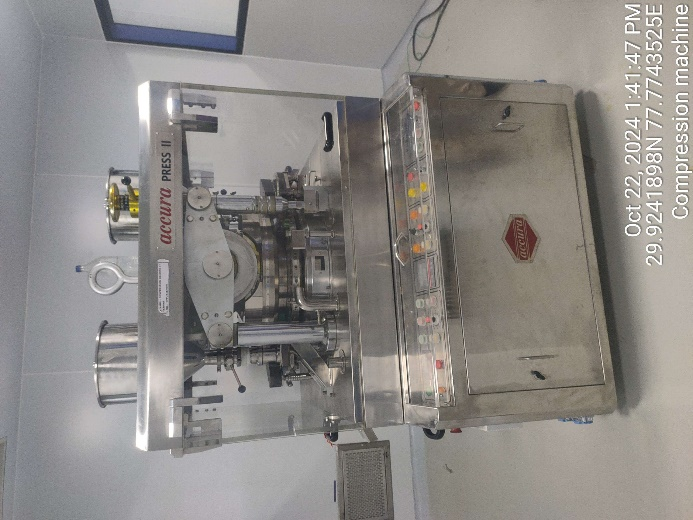 accura PRESS II
accura
Oct 22, 2024 1:41:47 PM
29.9241898N 77.7743525E
Compression machine